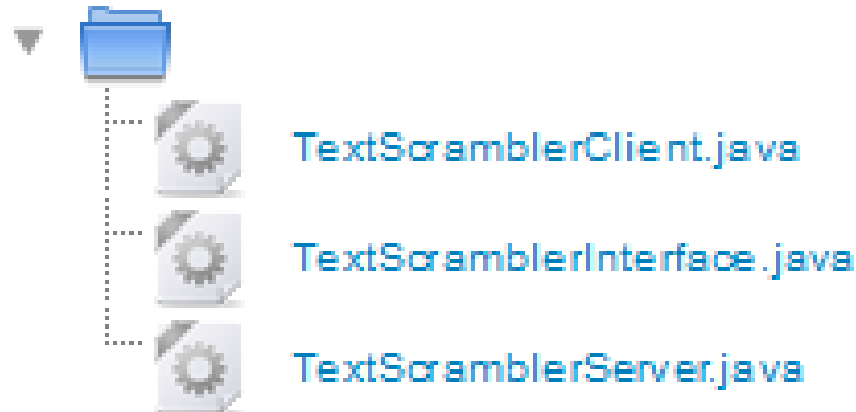 TextScramblerClient.java
TextScramblerInterface.java
TextScramblerServer.java